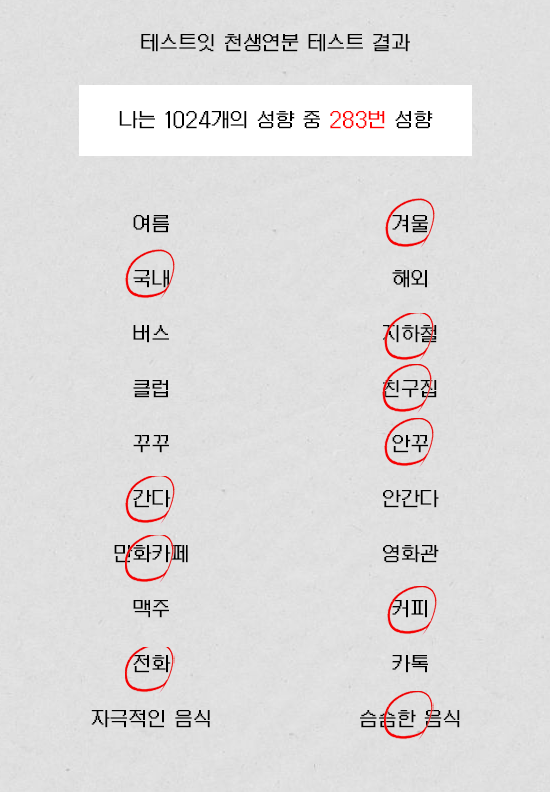 테스트잇 천생연분 테스트 결과
나는 1024개의 성향 중 283번 성향
여름 겨울
국내 해외
버스 지하철
클럽 친구집
꾸꾸 안꾸
간다 안간다
만화카페 영화관
맥주 커피
전화 카톡
자극적인 음식 슴슴한 음식